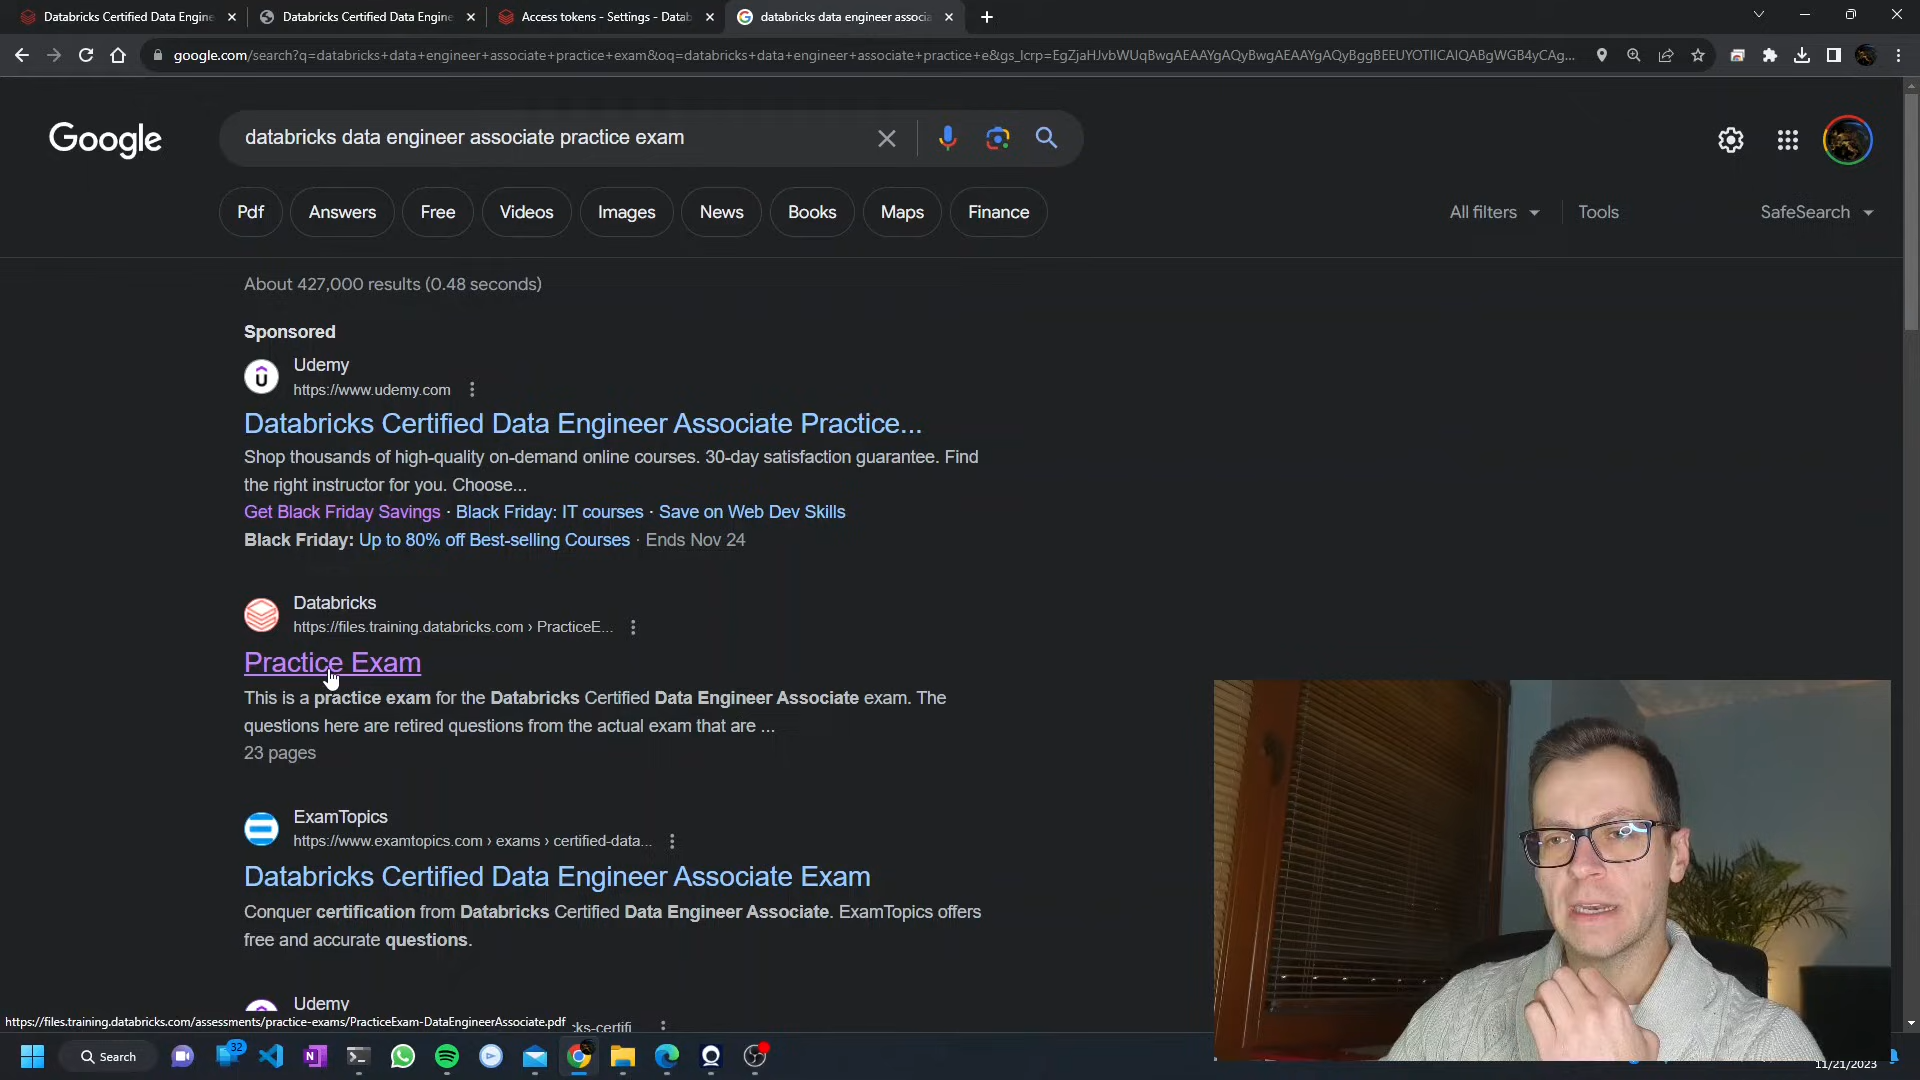 Databricks Certified Data Engine
Databricks Certified Data Engine
Access tokens - Settings - Datab
databricks data engineer associa
google.com/search?q=databricks+data+engineer+associate+practice+exam&oq=databricks+data+engineer+associate+practice+e&gs_lcrp=EgZjaHJvbWUqBwgAEAAYgAQyBwgAEAAYgAQyBggBEEUYOTIICAIQABgWGB4yCAg...
Google
databricks data engineer associate practice exam
Pdf
Answers
Free
Videos
Images
News
Books
Maps
Finance
All filters
Tools
SafeSearch
About 427,000 results (0.48 seconds)
Sponsored
Udemy
https://www.udemy.com
Databricks Certified Data Engineer Associate Practice...
Shop thousands of high-quality on-demand online courses. 30-day satisfaction guarantee. Find
the right instructor for you. Choose...
Get Black Friday Savings · Black Friday: IT courses · Save on Web Dev Skills
Black Friday: Up to 80% off Best-selling Courses · Ends Nov 24
Databricks
https://files.training.databricks.com › PracticeE...
Practice Exam
This is a practice exam for the Databricks Certified Data Engineer Associate exam. The
questions here are retired questions from the actual exam that are ...
23 pages
ExamTopics
https://www.examtopics.com › exams › certified-data...
Databricks Certified Data Engineer Associate Exam
Conquer certification from Databricks Certified Data Engineer Associate. ExamTopics offers
free and accurate questions.
Udemy
https://files.training.databricks.com/assessments/practice-exams/PracticeExam-DataEngineerAssociate.pdf
ks-certifi
Search
32
11/21/2023